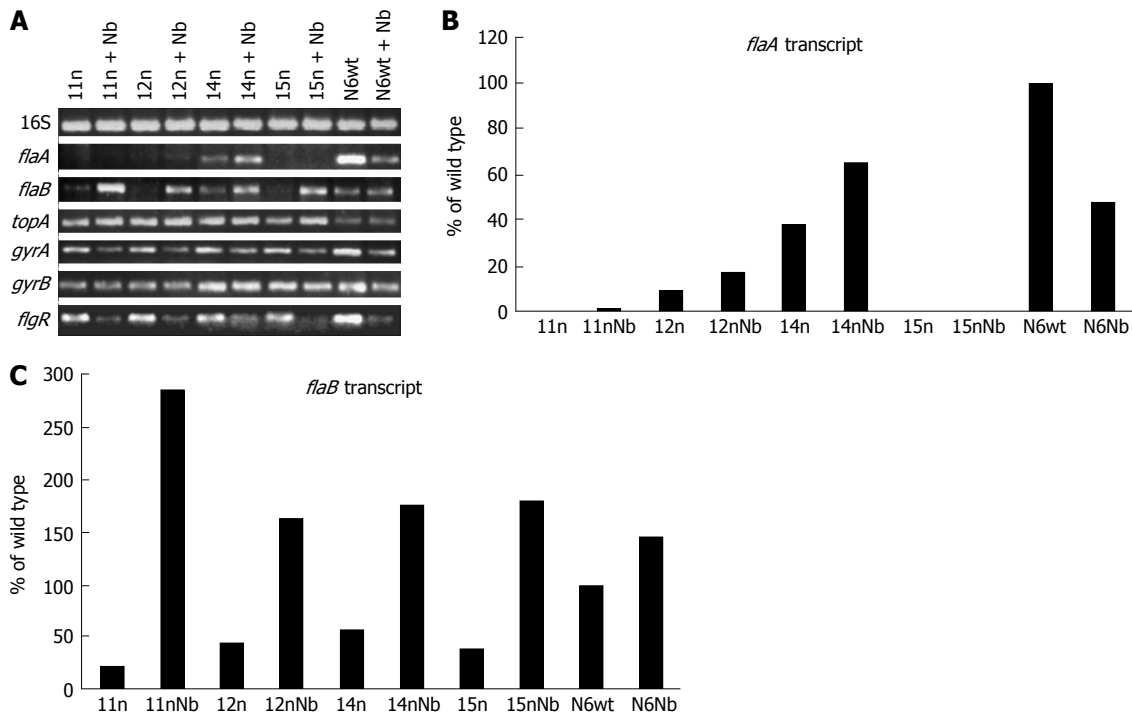 A
11n
11n + Nb
12n
12n + Nb
14n
14n + Nb
15n
15n + Nb
N6wt
N6wt + Nb
16S
flaA
flaB
topA
gyrA
gyrB
flgR
B
flaA transcript
% of wild type
120
100
80
60
40
20
0
11n 11nNb 12n 12nNb 14n 14nNb 15n 15nNb N6wt N6Nb
C
flaB transcript
% of wild type
300
250
200
150
100
50
0
11n 11nNb 12n 12nNb 14n 14nNb 15n 15nNb N6wt N6Nb